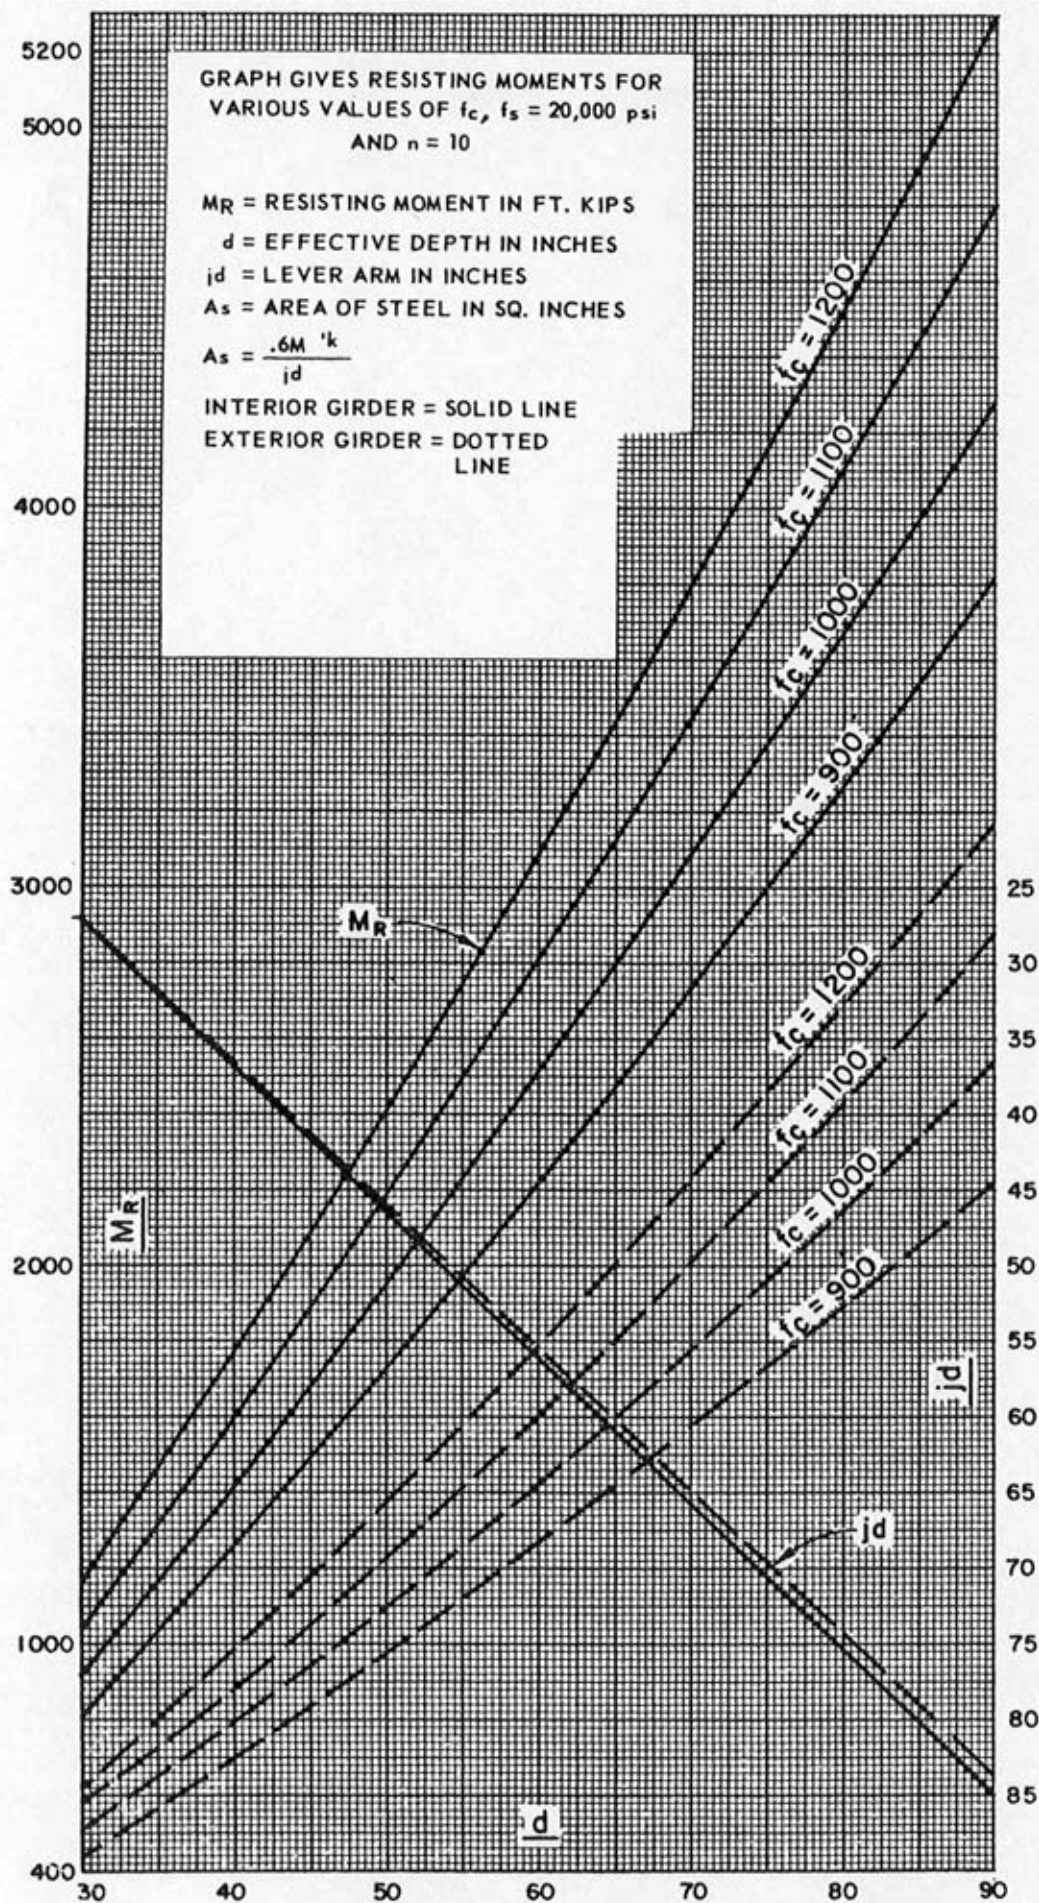 5200
5000
4000
3000
2000
1000
400
GRAPH GIVES RESISTING MOMENTS FOR
VARIOUS VALUES OF fc, fs = 20,000 psi
AND n = 10
MR = RESISTING MOMENT IN FT. KIPS
d = EFFECTIVE DEPTH IN INCHES
jd = LEVER ARM IN INCHES
As = AREA OF STEEL IN SQ. INCHES
As = .6M 'k
jd
INTERIOR GIRDER = SOLID LINE
EXTERIOR GIRDER = DOTTED
LINE
fc = 1200
fc = 1100
fc = 1000
fc = 900
MR
fc = 1200
fc = 1100
fc = 1000
fc = 900
MR
jd
jd
d
25
30
35
40
45
50
55
60
65
70
75
80
85
30 40 50 60 70 80 90